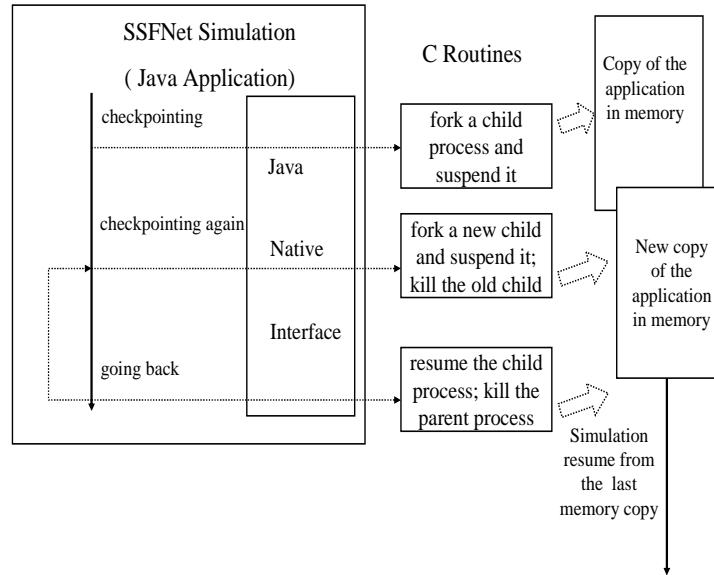 SSFNet Simulation
( Java Application)
C Routines
checkpointing
checkpointing again
going back
Java
Native
Interface
fork a child
process and
suspend it
fork a new child
and suspend it;
kill the old child
resume the child
process; kill the
parent process
Copy of the
application
in memory
New copy
of the
application
in memory
Simulation
resume from
the last
memory copy